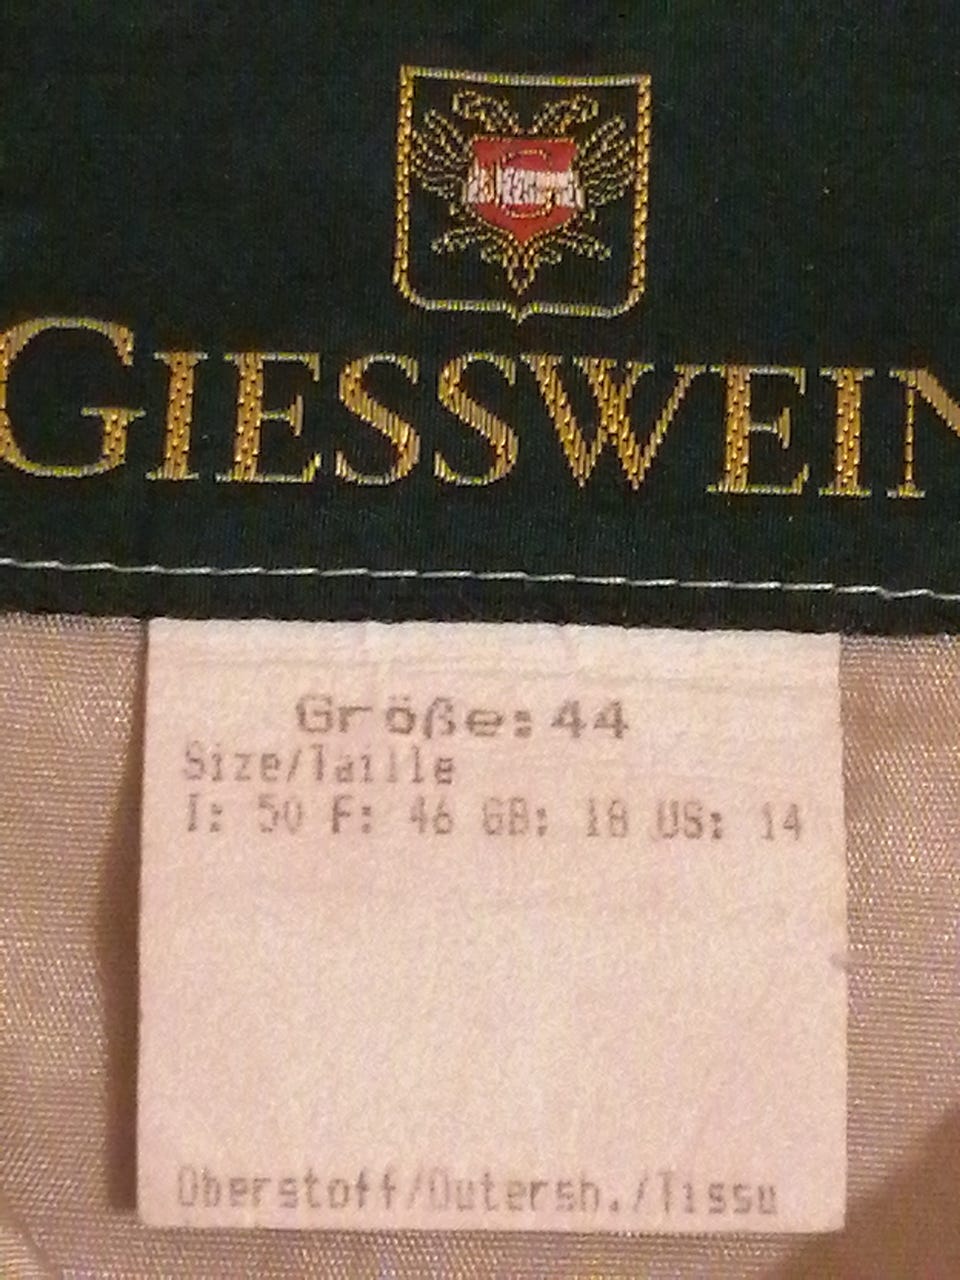 GIESSWEIN
Größe:44
Size/Taille
I: 50 F: 46 GB: 18 US: 14
Oberstoff/Outersh./Tissu